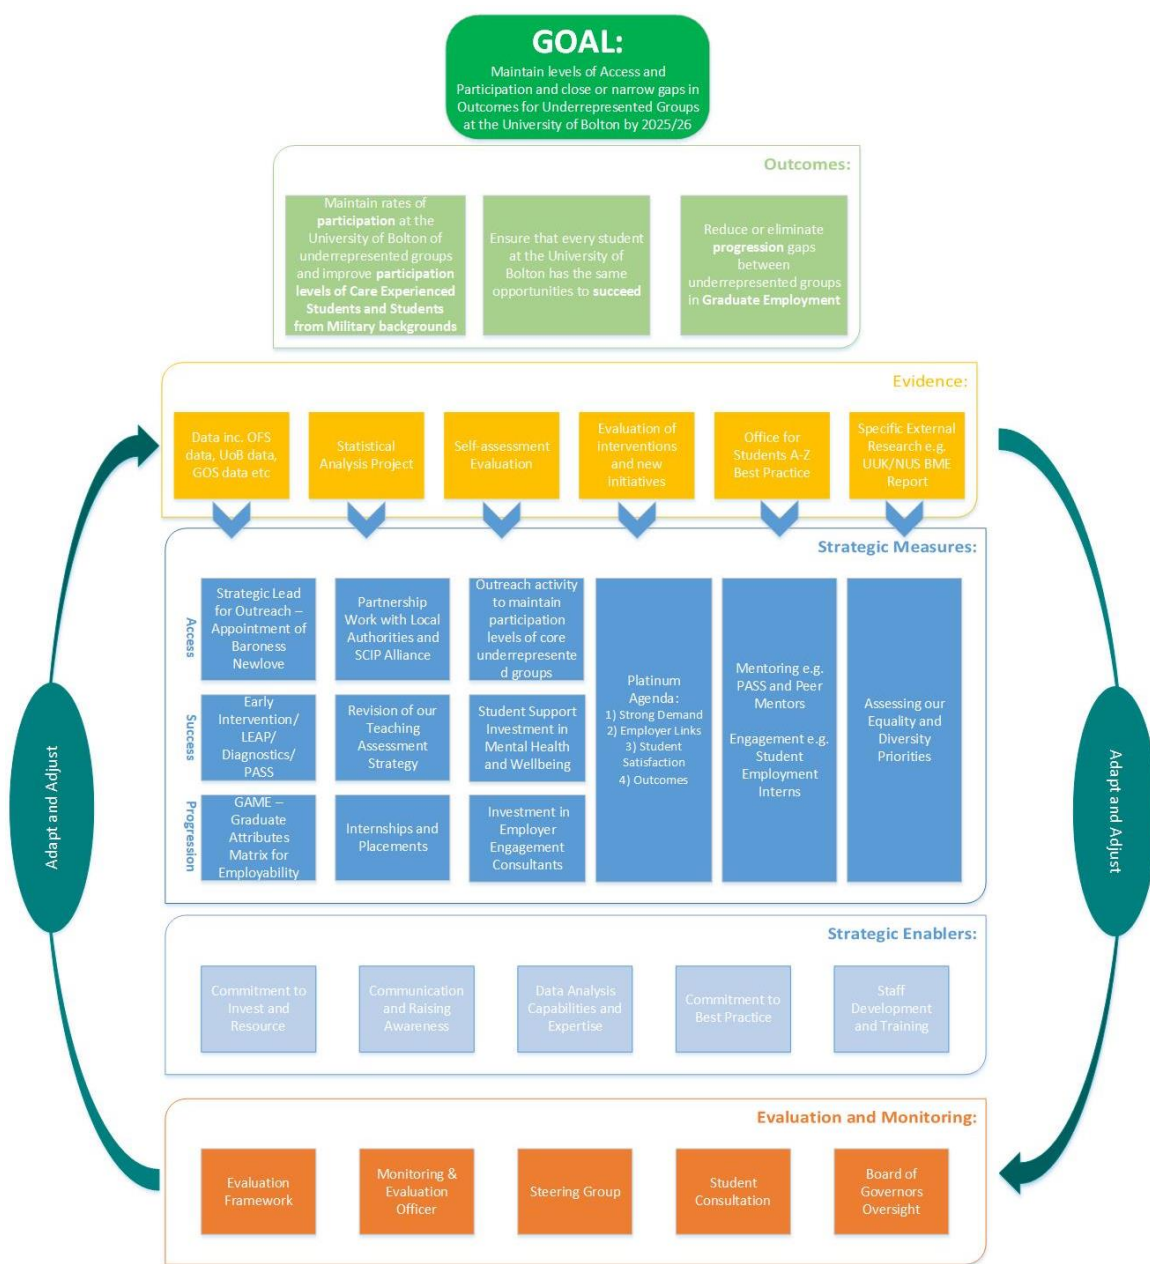 GOAL:
Maintain levels of Access and
Participation and close or narrow gaps in
Outcomes for Underrepresented Groups
at the University of Bolton by 2025/26
Outcomes:
Maintain rates of
participation at the
University of Bolton of
underrepresented groups
and improve participation
levels of Care Experienced
Students and Students
from Military backgrounds
Ensure that every student
at the University of
Bolton has the same
opportunities to succeed
Reduce or eliminate
progression gaps
between
underrepresented groups
in Graduate Employment
Evidence:
Data inc. OFS
data, UoB data,
GOS data etc
Statistical
Analysis Project
Self-assessment
Evaluation
Evaluation of
interventions
and new
Initiatives
Office for
Students A-Z
Best Practice
Specific External
Research e.g.
UUK/NUS BME
Report
Strategic Measures:
Access
Strategic Lead
for Outreach –
Appointment of
Baroness
Newlove
Partnership
Work with Local
Authorities and
SCIP Alliance
Outreach activity
to maintain
participation
levels of core
underrepresente
d groups
Success
Early
Intervention/
LEAP/
Diagnostics/
PASS
Revision of our
Teaching
Assessment
Strategy
Student Support
Investment in
Mental Health
and Wellbeing
Progression
GAME –
Graduate
Attributes
Matrix for
Employability
Internships and
Placements
Investment in
Employer
Engagement
Consultants
Platinum
Agenda:
1) Strong Demand
2) Employer Links
3) Student
Satisfaction
4) Outcomes
Mentoring e.g.
PASS and Peer
Mentors
Engagement e.g.
Student
Employment
Interns
Assessing our
Equality and
Diversity
Priorities
Adapt and Adjust
Adapt and Adjust
Strategic Enablers:
Commitment to
Invest and
Resource
Communication
and Raising
Awareness
Data Analysis
Capabilities and
Expertise
Commitment to
Best Practice
Staff
Development
and Training
Evaluation and Monitoring:
Evaluation
Framework
Monitoring &
Evaluation
Officer
Steering Group
Student
Consultation
Board of
Governors
Oversight